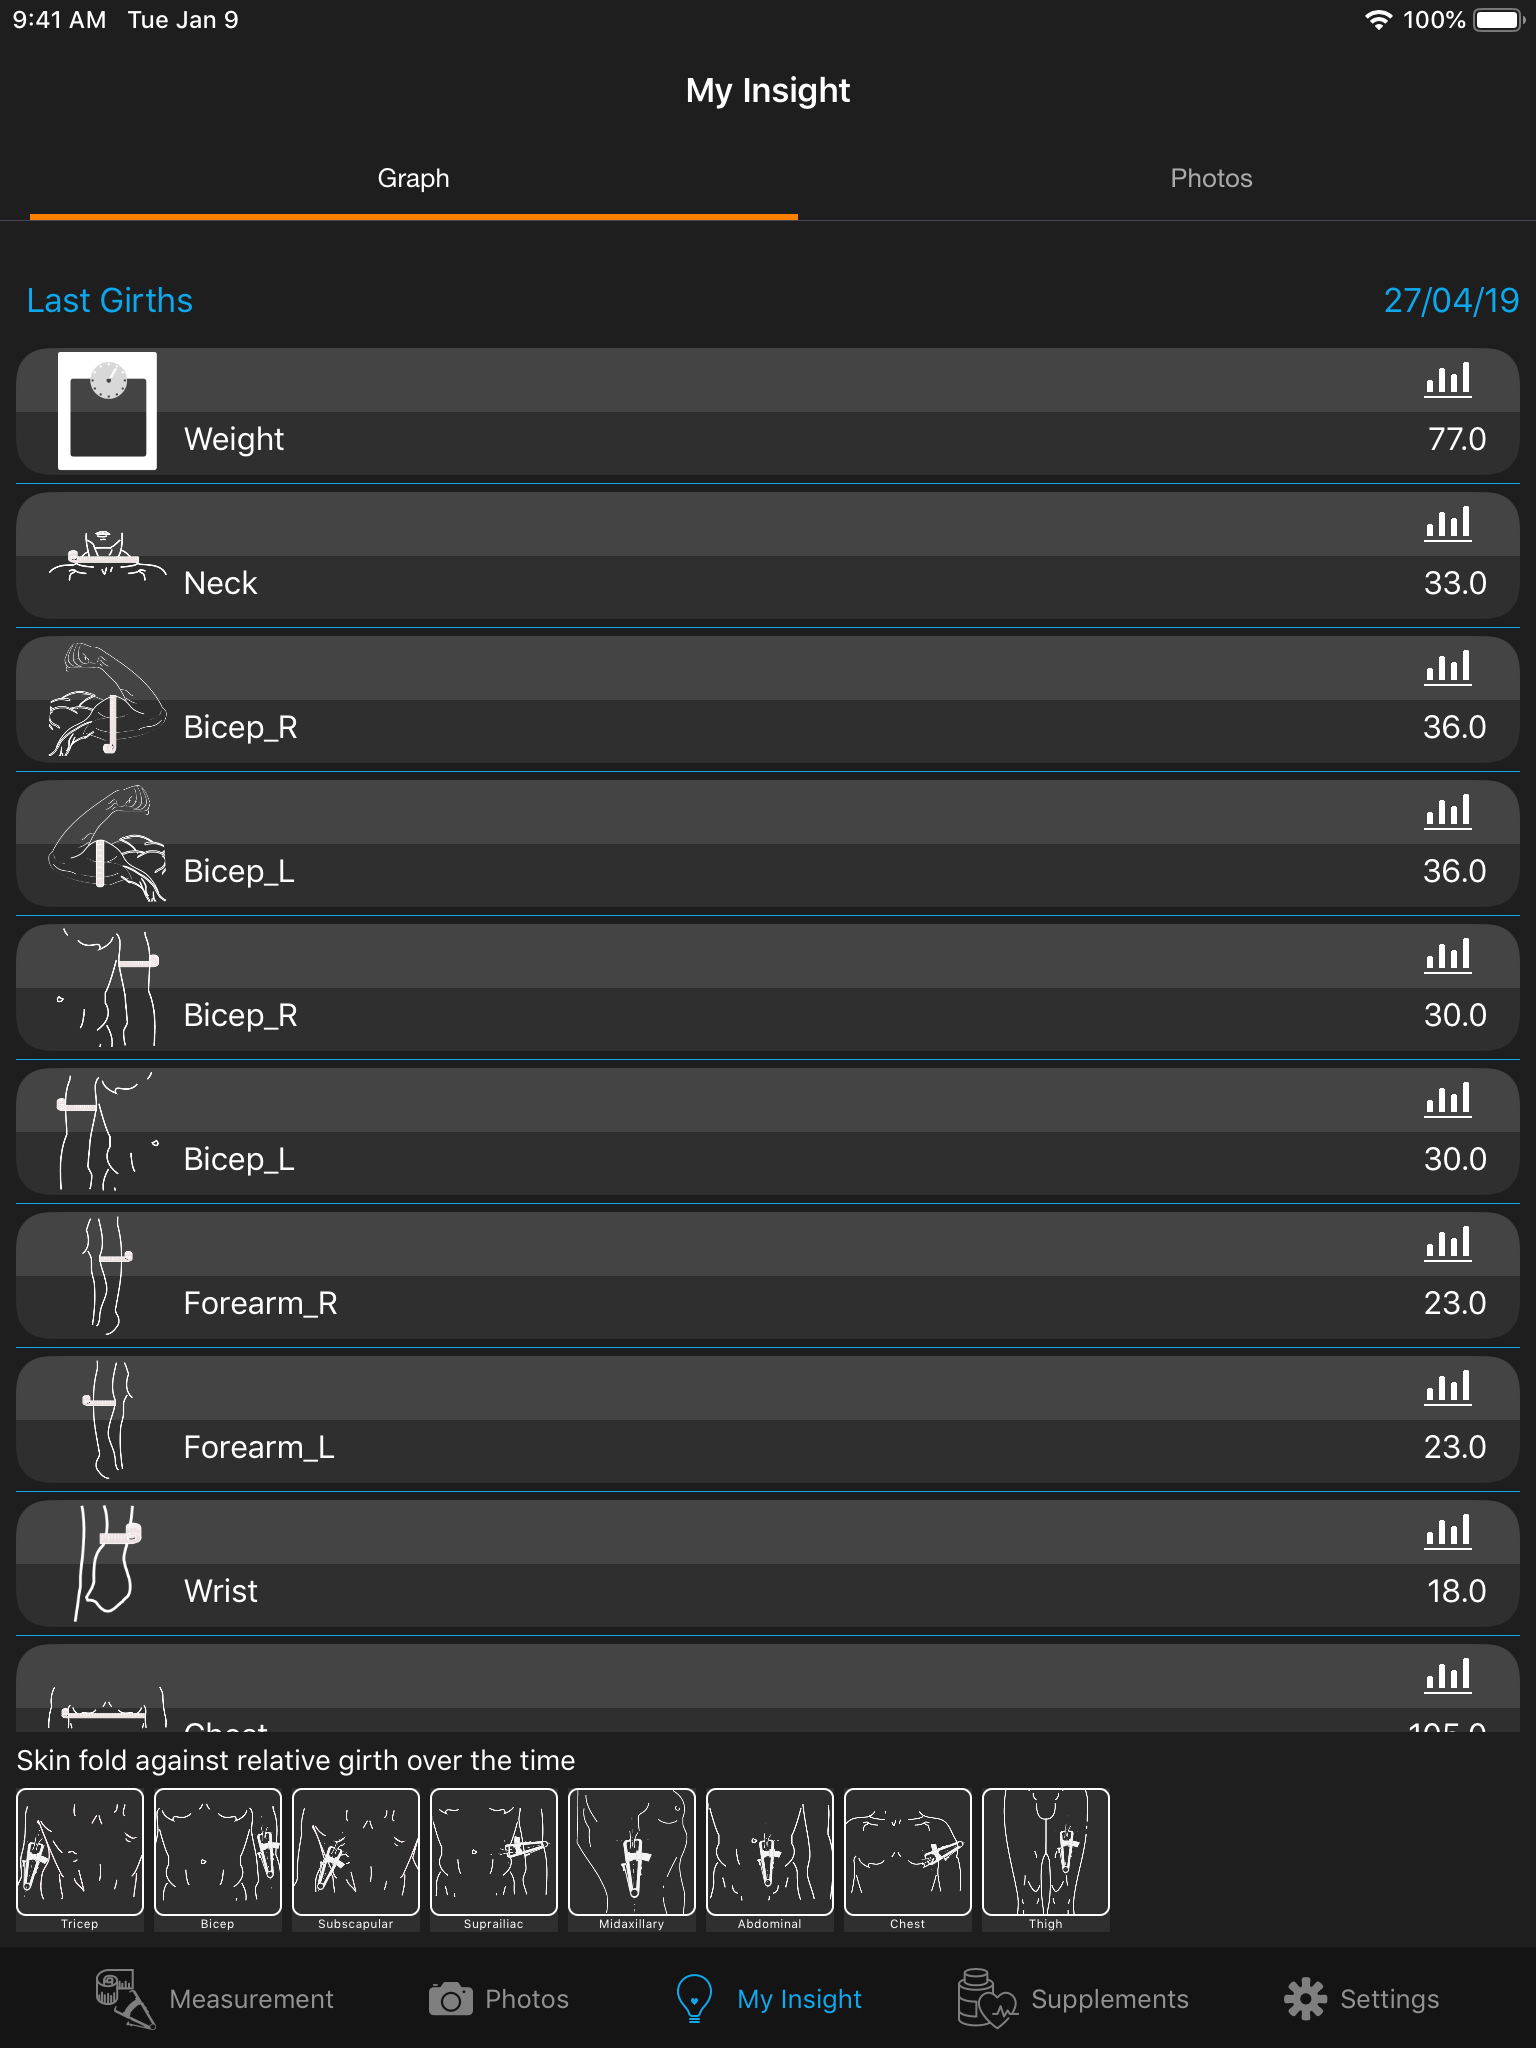 9:41 AM Tue Jan 9 100%
My Insight
Graph Photos
Last Girths 27/04/19
Weight 77.0
Neck 33.0
Bicep_R 36.0
Bicep_L 36.0
Bicep_R 30.0
Bicep_L 30.0
Forearm_R 23.0
Forearm_L 23.0
Wrist 18.0
Chest 105.0
Skin fold against relative girth over the time
Tricep Bicep Subscapular Suprailiac Midaxillary Abdominal Chest Thigh
Measurement Photos My Insight Supplements Settings